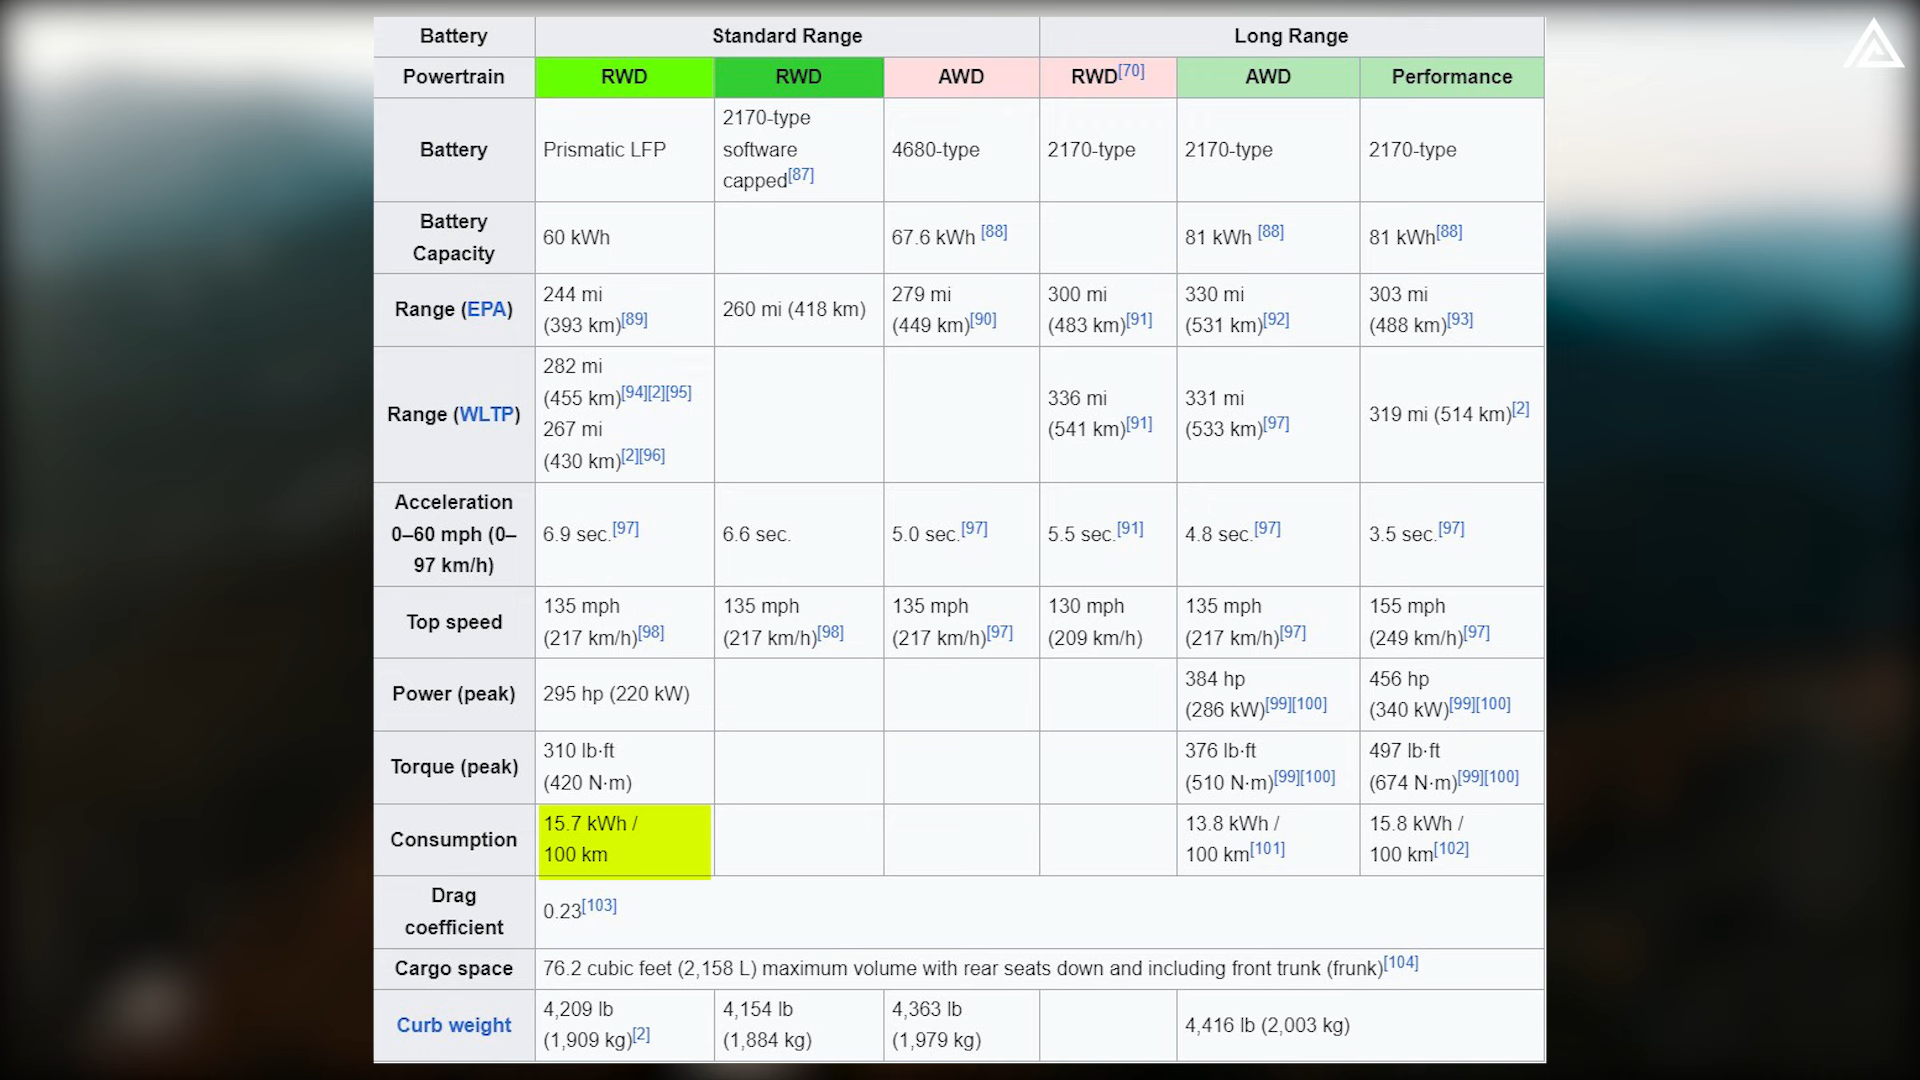 Battery Standard Range Long Range
Powertrain RWD RWD AWD RWD[70] AWD Performance
Battery Prismatic LFP 2170-type software capped[87] 4680-type 2170-type 2170-type 2170-type
Battery Capacity 60 kWh 67.6 kWh [88] 81 kWh [88] 81 kWh[88]
Range (EPA) 244 mi (393 km)[89] 260 mi (418 km) 279 mi (449 km)[90] 300 mi (483 km)[91] 330 mi (531 km)[92] 303 mi (488 km)[93]
Range (WLTP) 282 mi (455 km)[94][2][95] 267 mi (430 km)[2][96] 336 mi (541 km)[91] 331 mi (533 km)[97] 319 mi (514 km)[2]
Acceleration 0–60 mph (0–97 km/h) 6.9 sec.[97] 6.6 sec. 5.0 sec.[97] 5.5 sec.[91] 4.8 sec.[97] 3.5 sec.[97]
Top speed 135 mph (217 km/h)[98] 135 mph (217 km/h)[98] 135 mph (217 km/h)[97] 130 mph (209 km/h) 135 mph (217 km/h)[97] 155 mph (249 km/h)[97]
Power (peak) 295 hp (220 kW) 384 hp (286 kW)[99][100] 456 hp (340 kW)[99][100]
Torque (peak) 310 lb·ft (420 N·m) 376 lb·ft (510 N·m)[99][100] 497 lb·ft (674 N·m)[99][100]
Consumption 15.7 kWh / 100 km 13.8 kWh / 100 km[101] 15.8 kWh / 100 km[102]
Drag coefficient 0.23[103]
Cargo space 76.2 cubic feet (2,158 L) maximum volume with rear seats down and including front trunk (frunk)[104]
Curb weight 4,209 lb (1,909 kg)[2] 4,154 lb (1,884 kg) 4,363 lb (1,979 kg) 4,416 lb (2,003 kg)